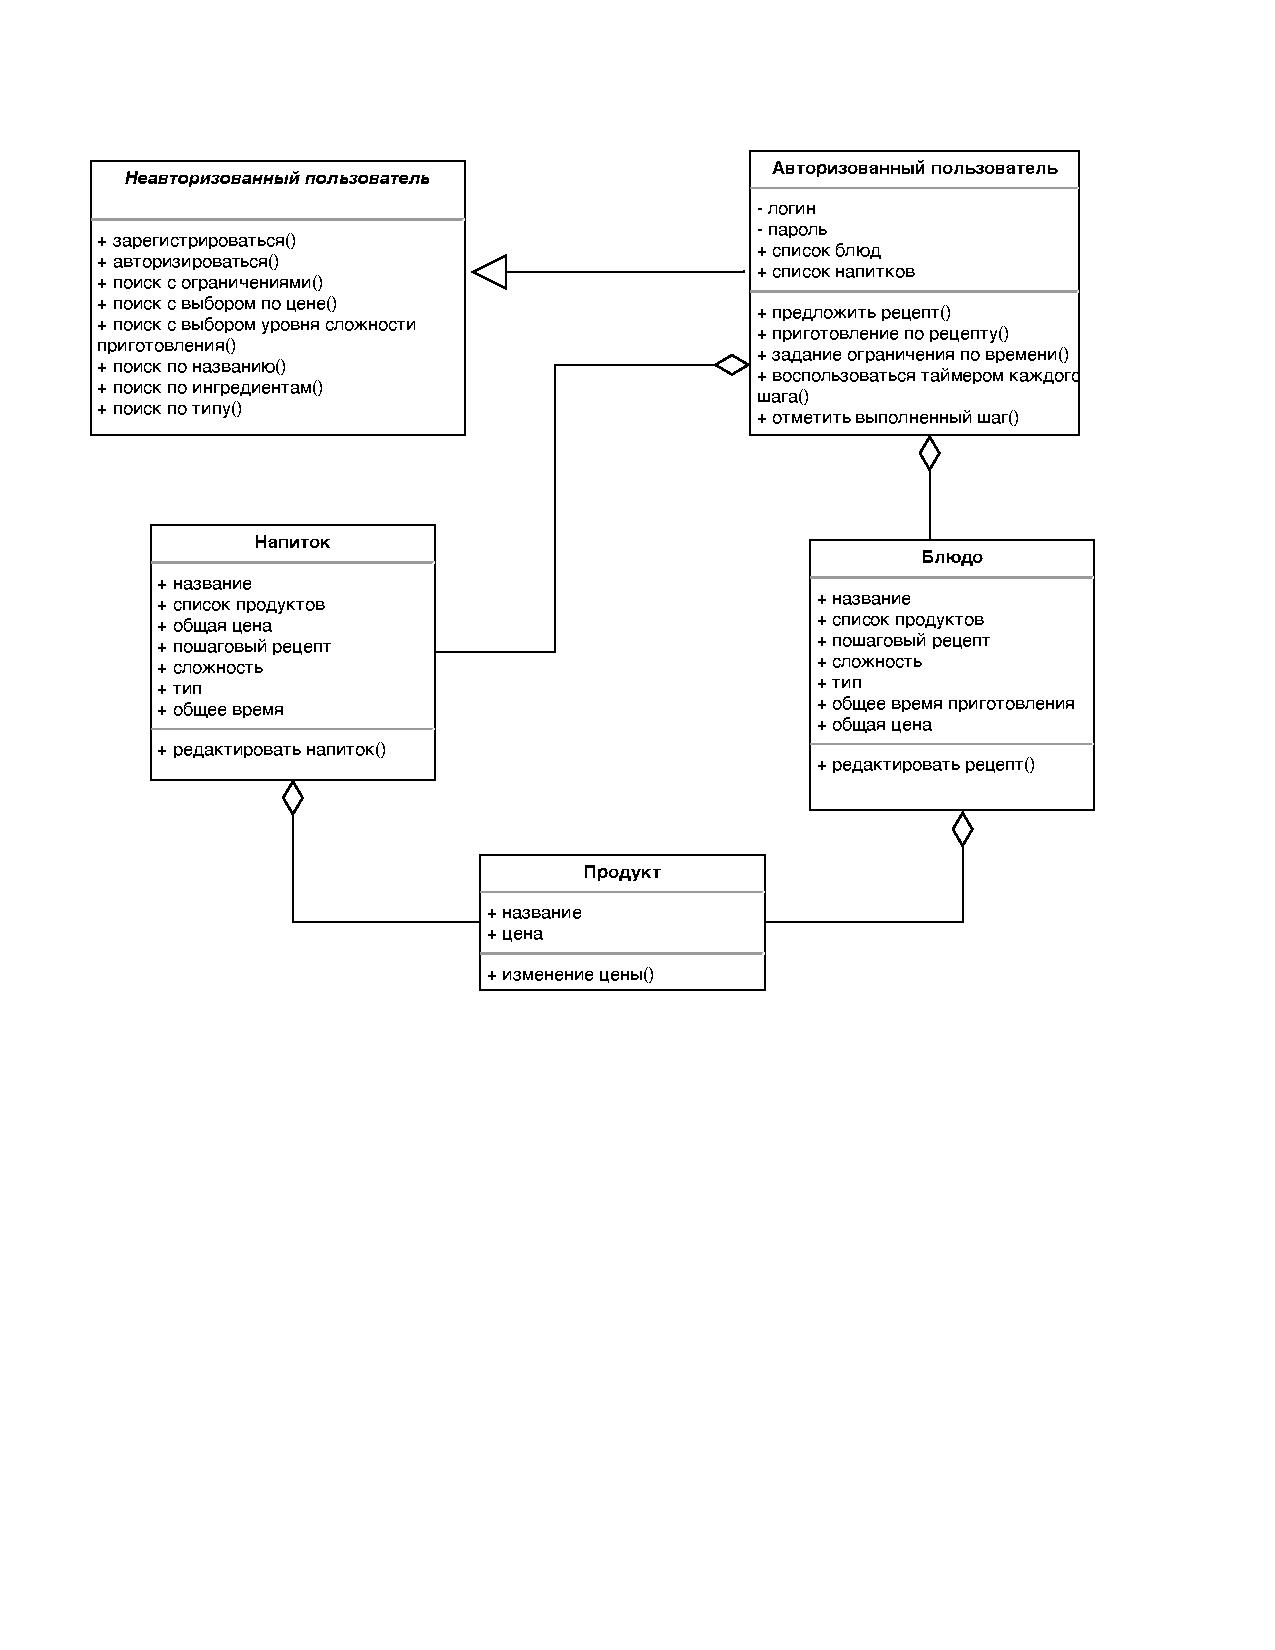 Неавторизованный пользователь
+ зарегистрироваться()
+ авторизироваться()
+ поиск с ограничениями()
+ поиск с выбором по цене()
+ поиск с выбором уровня сложности
приготовления()
+ поиск по названию()
+ поиск по ингредиентам()
+ поиск по типу()
Авторизованный пользователь
- логин
- пароль
+ список блюд
+ список напитков
+ предложить рецепт()
+ приготовление по рецепту()
+ задание ограничения по времени()
+ воспользоваться таймером каждого
шага()
+ отметить выполненный шаг()
Напиток
+ название
+ список продуктов
+ общая цена
+ пошаговый рецепт
+ сложность
+ тип
+ общее время
+ редактировать напиток()
Блюдо
+ название
+ список продуктов
+ пошаговый рецепт
+ сложность
+ тип
+ общее время приготовления
+ общая цена
+ редактировать рецепт()
Продукт
+ название
+ цена
+ изменение цены()